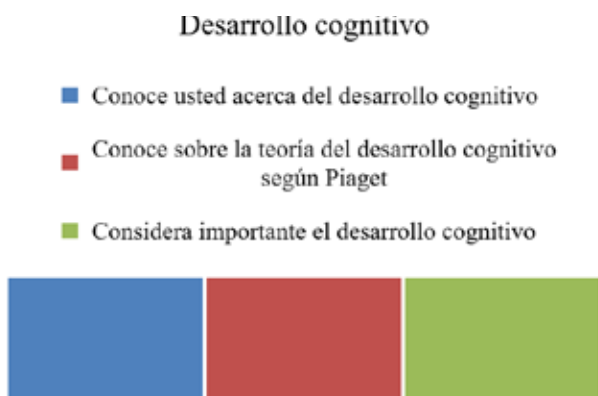 Desarrollo cognitivo
Conoce usted acerca del desarrollo cognitivo
Conoce sobre la teoría del desarrollo cognitivo
según Piaget
Considera importante el desarrollo cognitivo